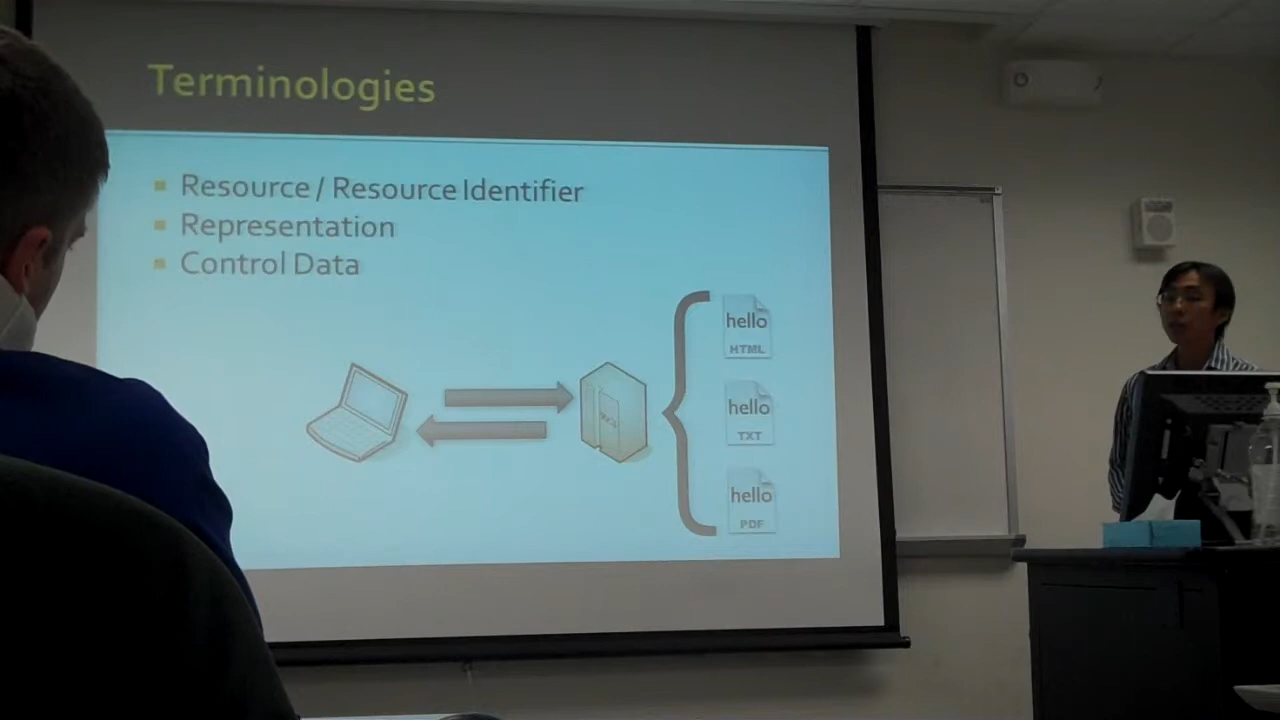 Terminologies
Resource / Resource Identifier
Representation
Control Data
hello
HTML
hello
TXT
hello
PDF